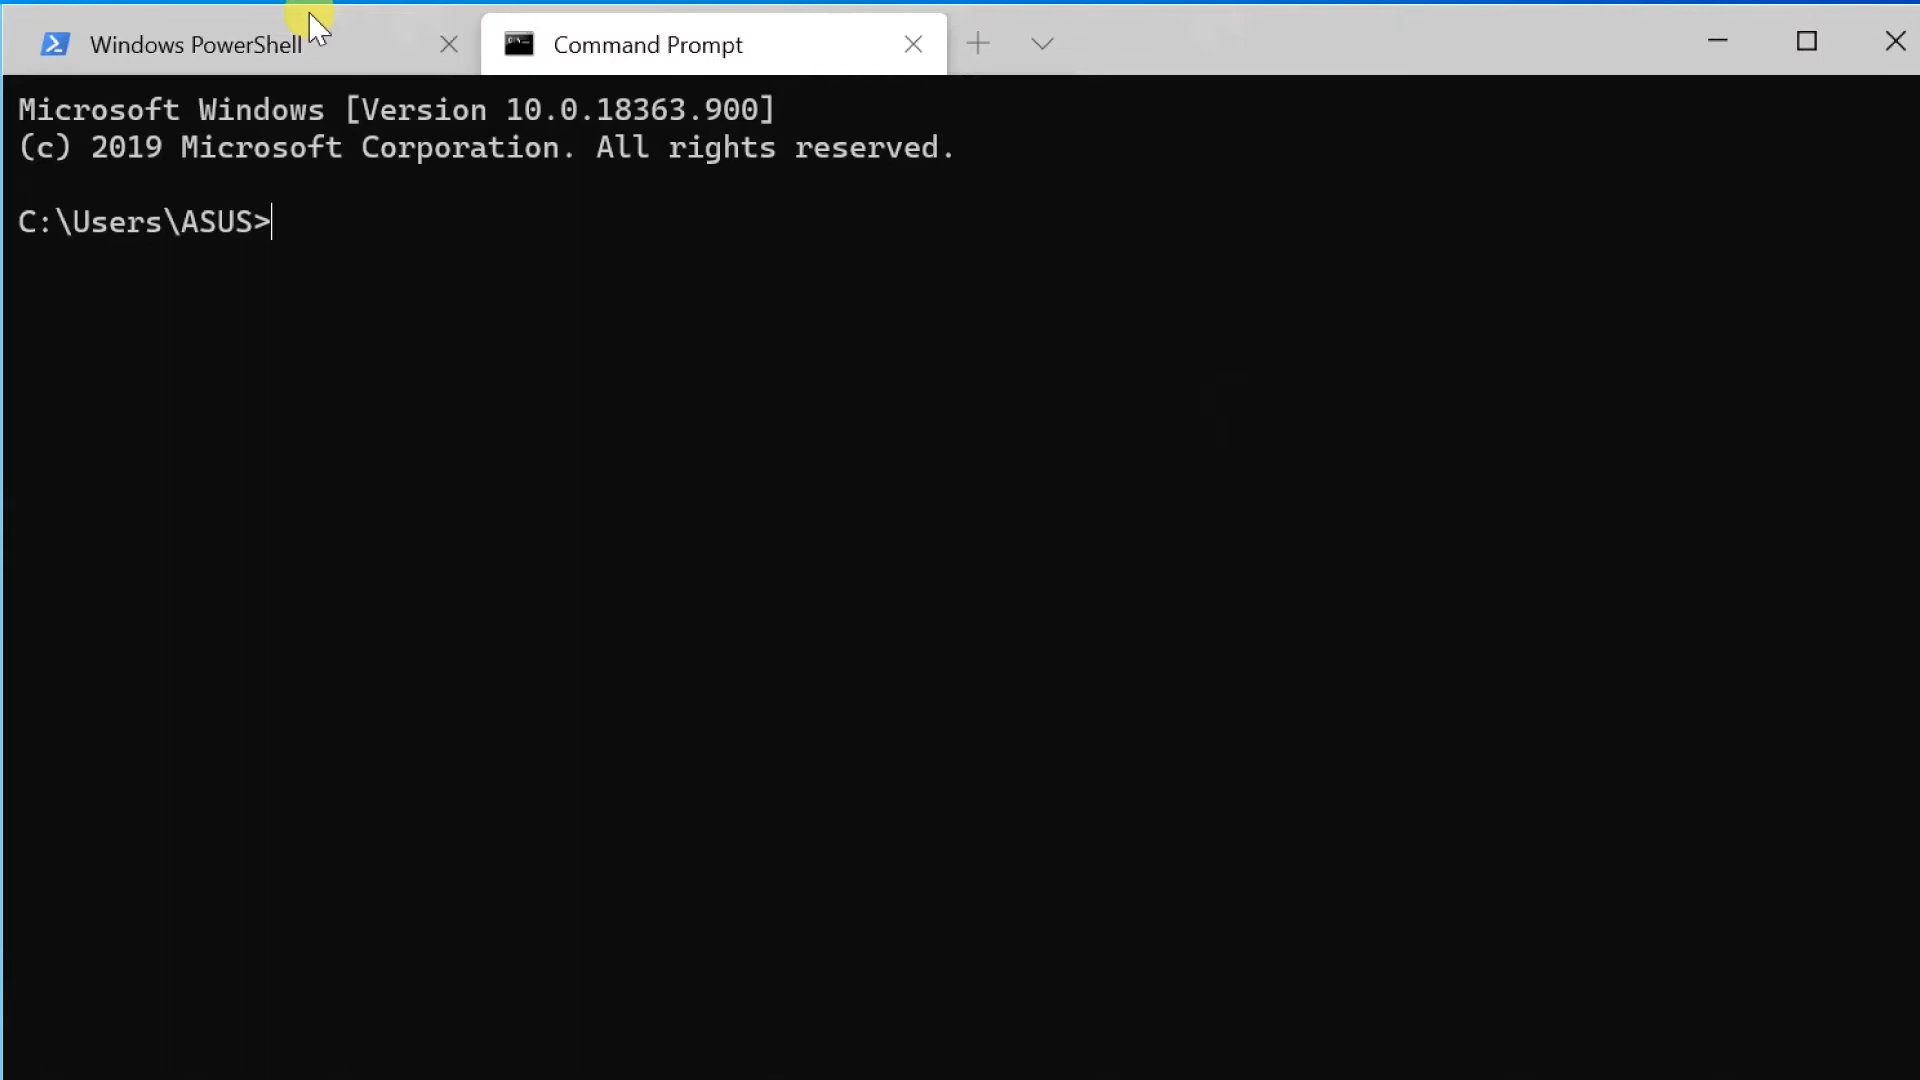 Windows PowerShell
Command Prompt
Microsoft Windows [Version 10.0.18363.900]
(c) 2019 Microsoft Corporation. All rights reserved.
C:\Users\ASUS>